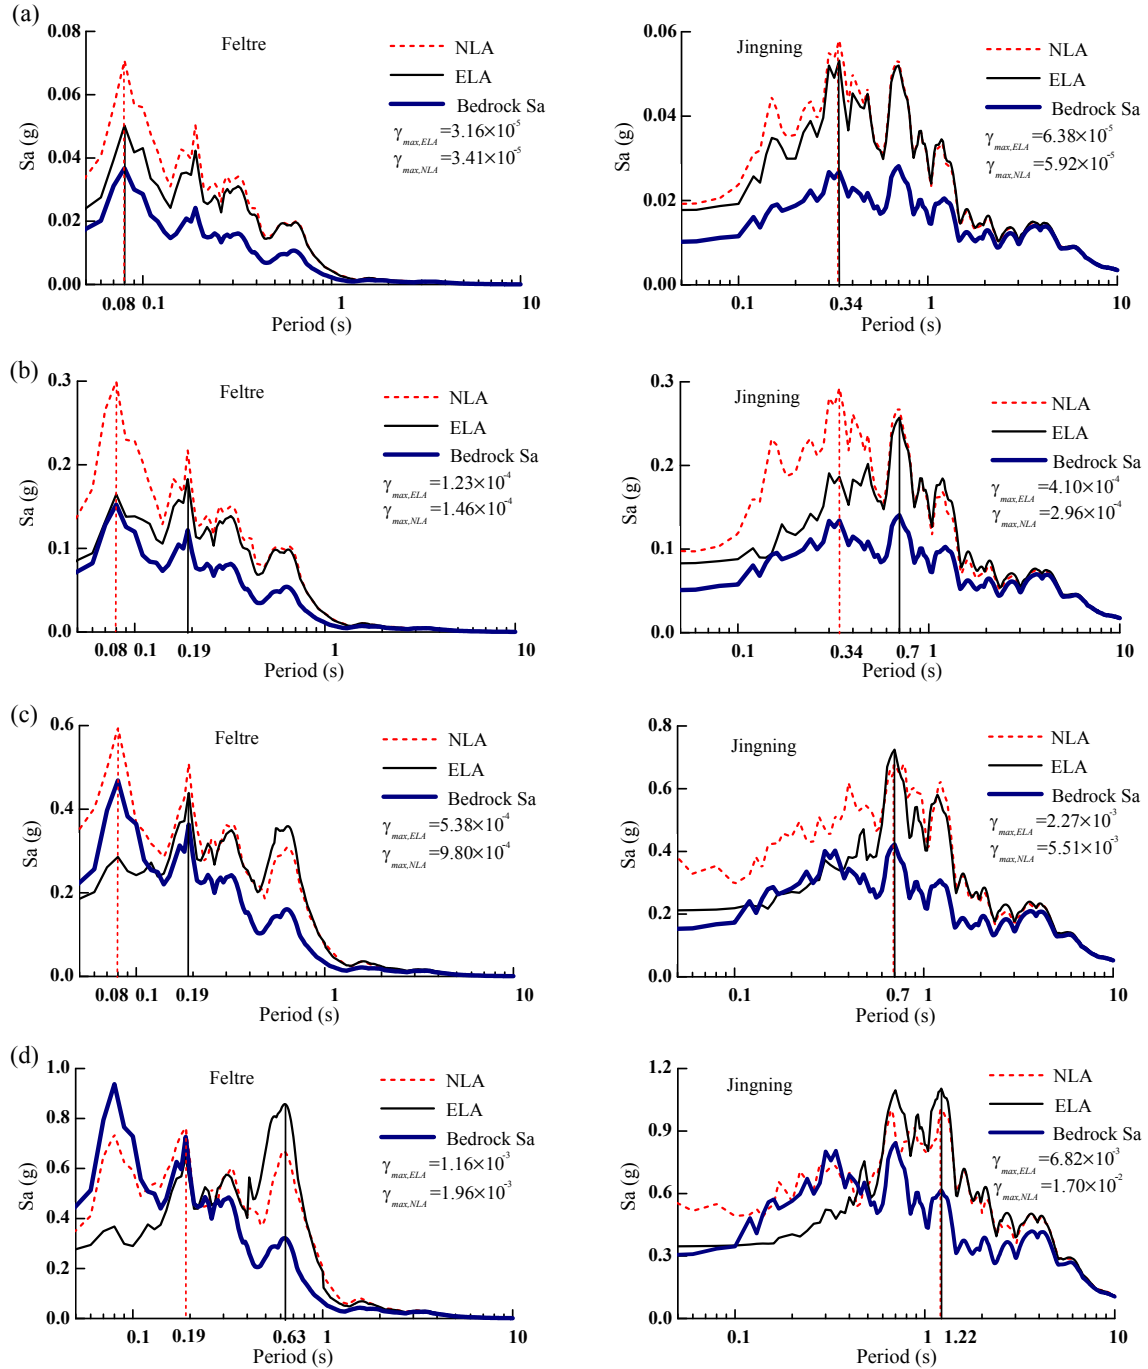 (a)
Feltre
NLA
ELA
Bedrock Sa
γmax,ELA=3.16×10-5
γmax,NLA=3.41×10-5
Sa (g)
0.08
0.06
0.04
0.02
0.00
0.08 0.1 1 10
Period (s)
Jingning
NLA
ELA
Bedrock Sa
γmax,ELA=6.38×10-5
γmax,NLA=5.92×10-5
Sa (g)
0.06
0.04
0.02
0.00
0.1 0.34 1 10
Period (s)
(b)
Feltre
NLA
ELA
Bedrock Sa
γmax,ELA=1.23×10-4
γmax,NLA=1.46×10-4
Sa (g)
0.3
0.2
0.1
0.0
0.08 0.1 0.19 1 10
Period (s)
Jingning
NLA
ELA
Bedrock Sa
γmax,ELA=4.10×10-4
γmax,NLA=2.96×10-4
Sa (g)
0.3
0.2
0.1
0.0
0.1 0.34 0.7 1 10
Period (s)
(c)
Feltre
NLA
ELA
Bedrock Sa
γmax,ELA=5.38×10-4
γmax,NLA=9.80×10-4
Sa (g)
0.6
0.4
0.2
0.0
0.08 0.1 0.19 1 10
Period (s)
Jingning
NLA
ELA
Bedrock Sa
γmax,ELA=2.27×10-3
γmax,NLA=5.51×10-3
Sa (g)
0.8
0.6
0.4
0.2
0.0
0.1 0.7 1 10
Period (s)
(d)
Feltre
NLA
ELA
Bedrock Sa
γmax,ELA=1.16×10-3
γmax,NLA=1.96×10-3
Sa (g)
1.0
0.8
0.6
0.4
0.2
0.0
0.1 0.19 0.63 1 10
Period (s)
Jingning
NLA
ELA
Bedrock Sa
γmax,ELA=6.82×10-3
γmax,NLA=1.70×10-2
Sa (g)
1.2
0.9
0.6
0.3
0.0
0.1 1 1.22 10
Period (s)